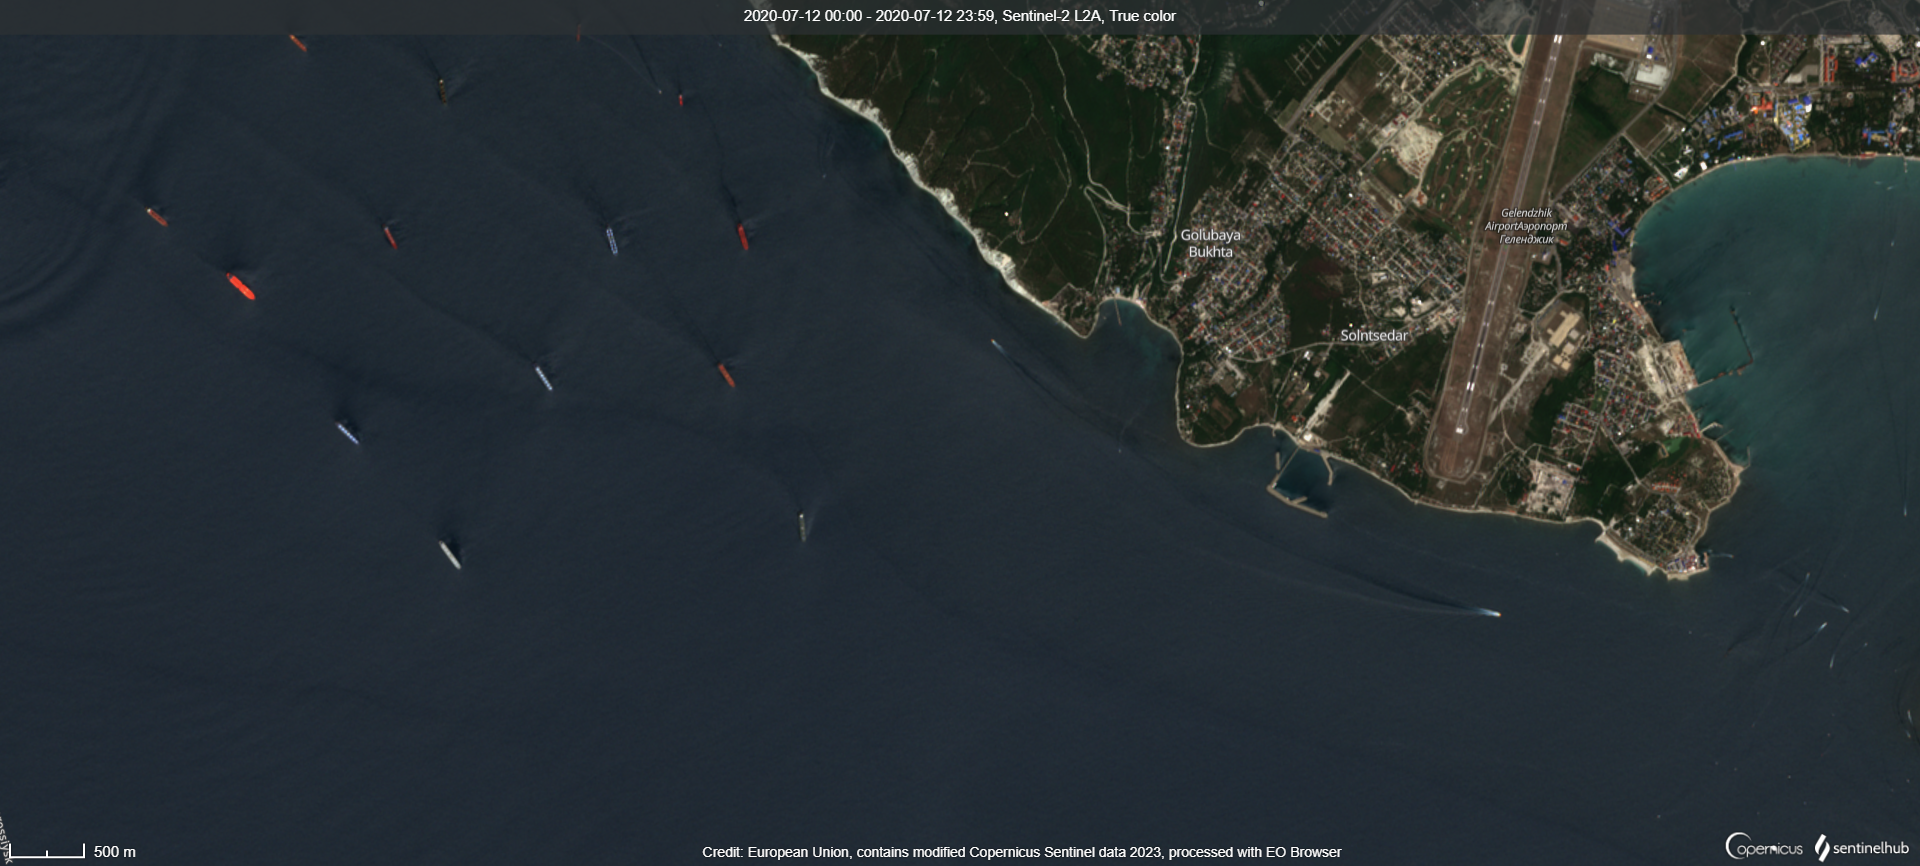 2020-07-12 00:00 - 2020-07-12 23:59, Sentinel-2 L2A, True color
Gelendzhik
AirportАэропорт
Геленджик
Golubaya
Bukhta
Solntsedar
500 m
Credit: European Union, contains modified Copernicus Sentinel data 2023, processed with EO Browser
Copernicus
sentinelhub